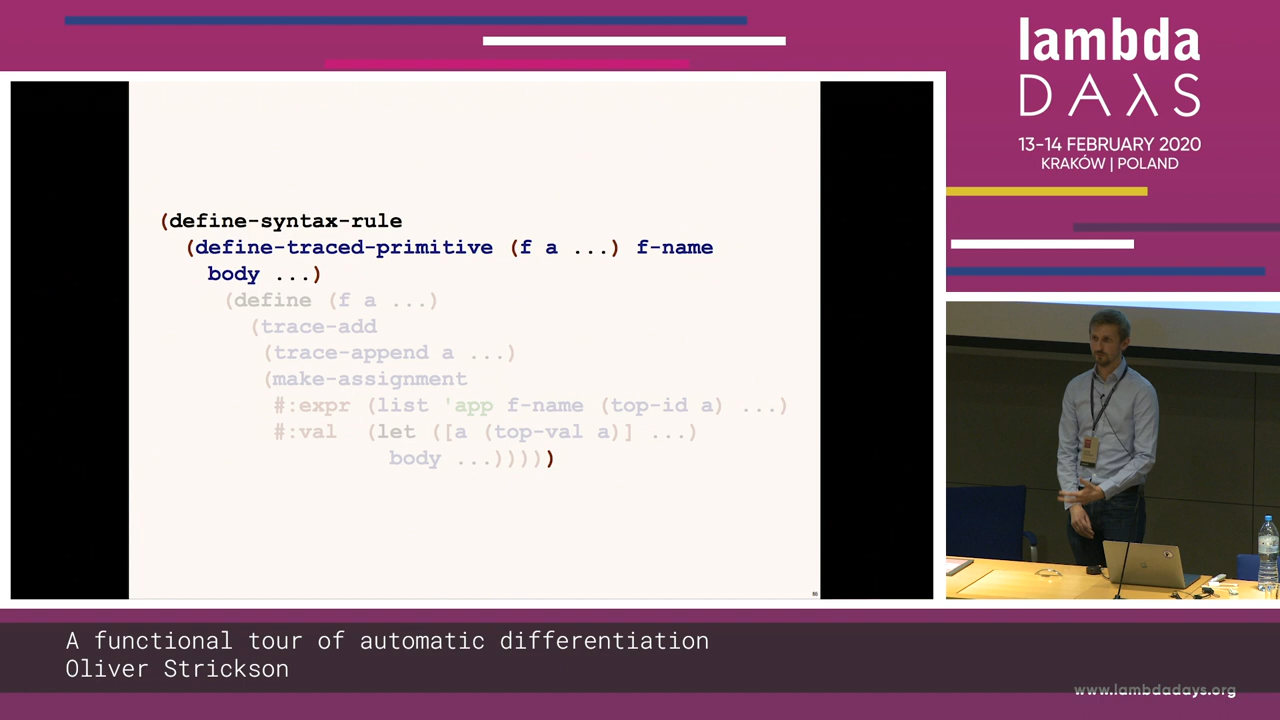 lambda
DAYS
13-14 FEBRUARY 2020
KRAKÓW | POLAND
(define-syntax-rule
(define-traced-primitive (f a ...) f-name
body ...)
(define (f a ...)
(trace-add
(trace-append a ...)
(make-assignment
#:expr (list 'app f-name (top-id a) ...)
#:val (let ([a (top-val a)] ...)
body ...)))))
A functional tour of automatic differentiation
Oliver Strickson
www.lambdadays.org